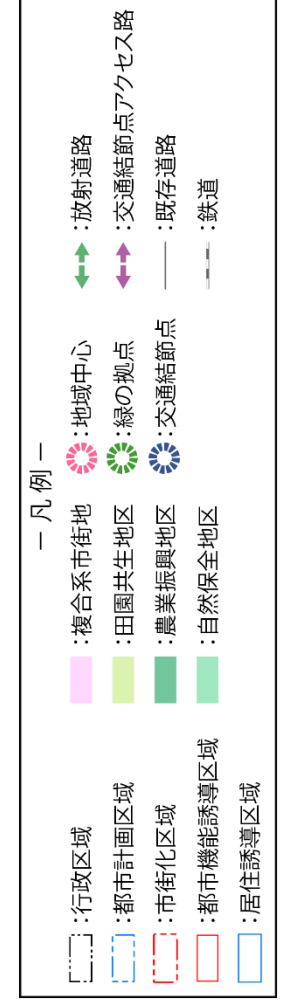 －凡例－
：行政区域
：都市計画区域
：市街化区域
：都市機能誘導区域
：居住誘導区域
：複合系市街地
：田園共生地区
：農業振興地区
：自然保全地区
：地域中心
：緑の拠点
：交通結節点
：放射道路
：交通結節点アクセス路
：既存道路
：鉄道